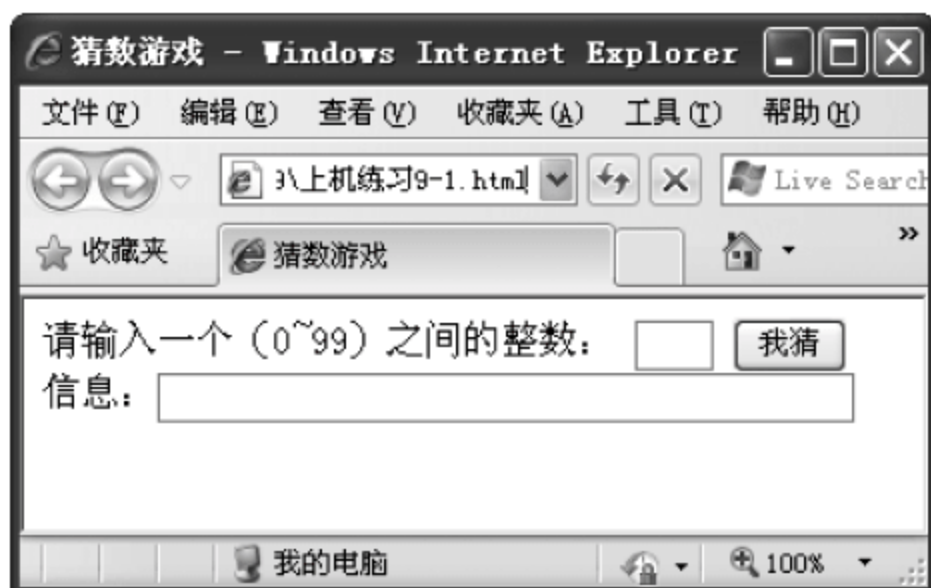 猜数游戏 - Windows Internet Explorer
文件(F) 编辑(E) 查看(V) 收藏夹(A) 工具(T) 帮助(H)
\上机练习9-1.html Live Search
收藏夹 猜数游戏 »
请输入一个（0~99）之间的整数： 我猜
信息：
我的电脑 100%